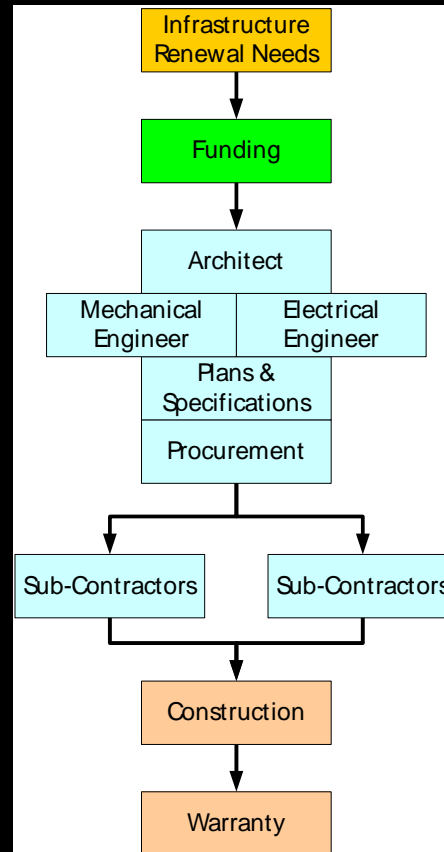 Infrastructure
Renewal Needs
Funding
Architect
Mechanical
Engineer
Electrical
Engineer
Plans &
Specifications
Procurement
Sub-Contractors
Sub-Contractors
Construction
Warranty